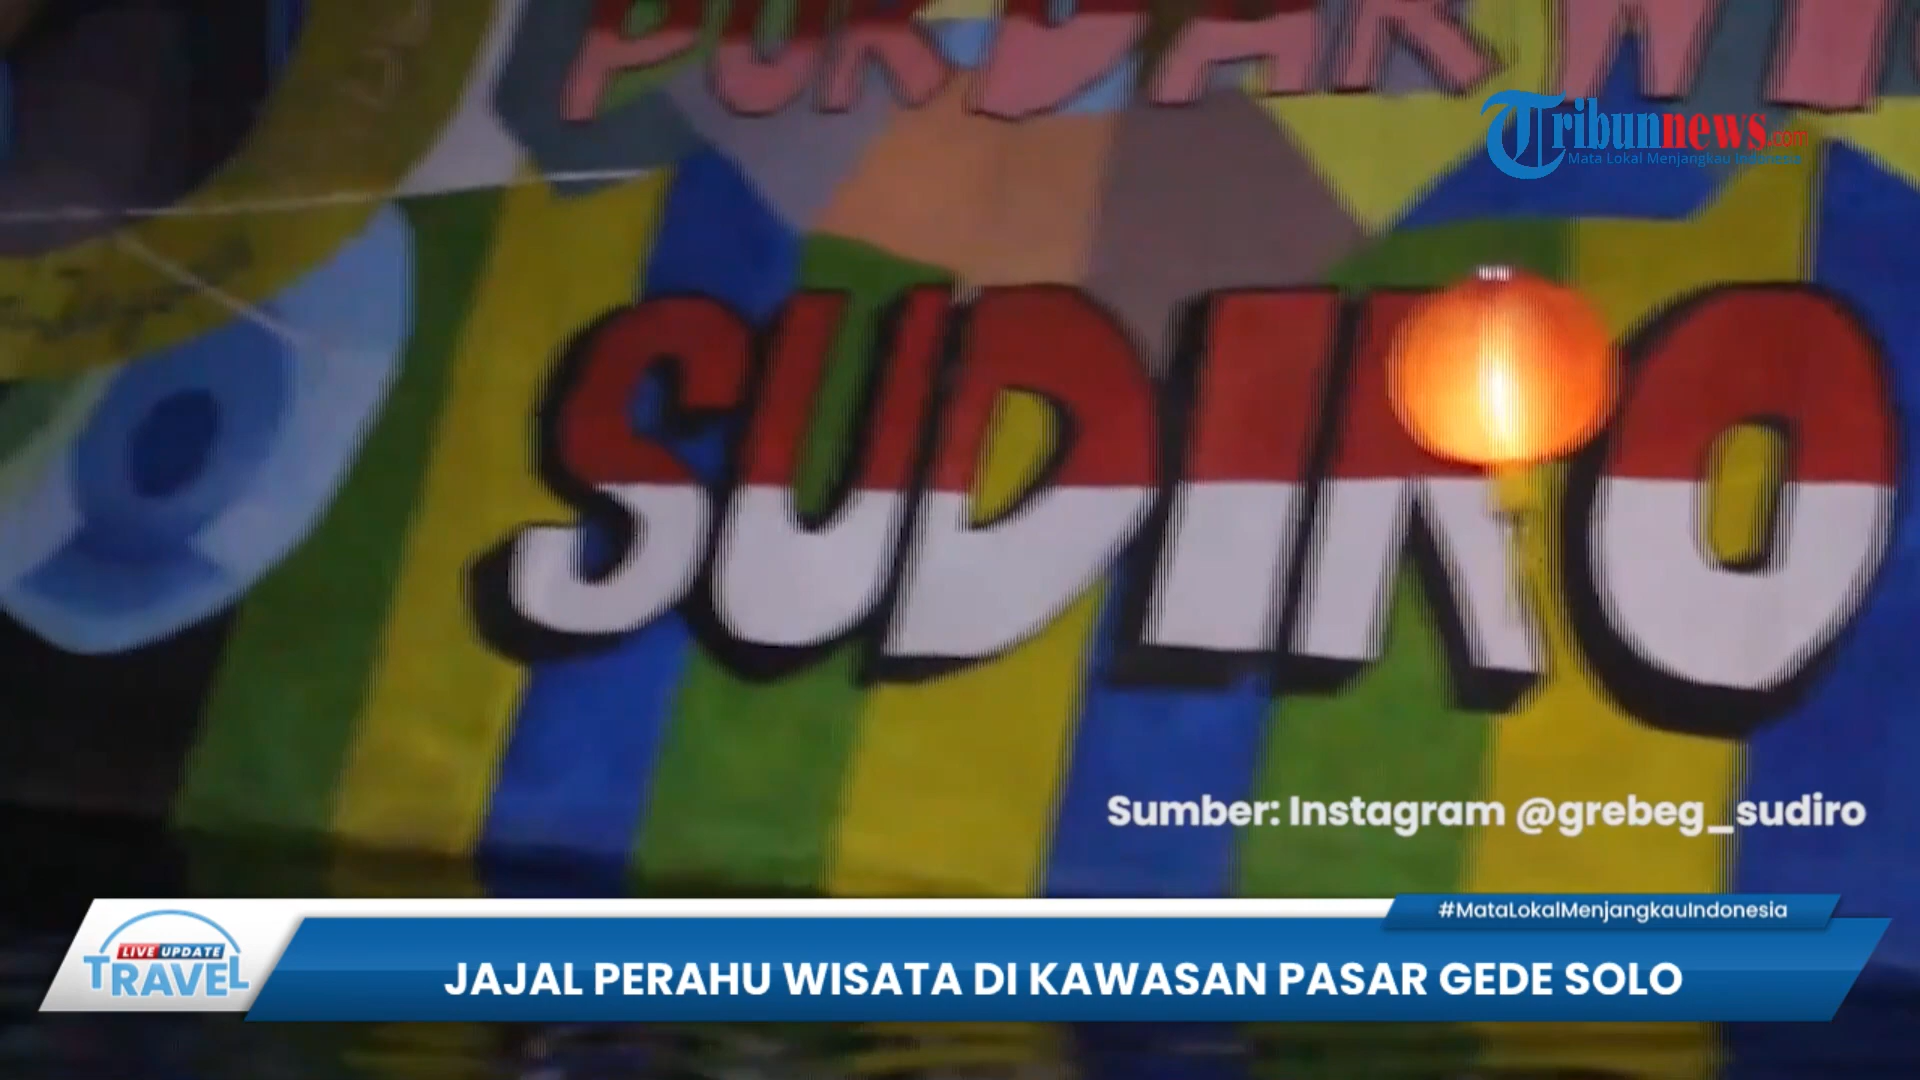 POKDARWIS
Tribunnews.com
Mata Lokal Menjangkau Indonesia
SUDIRO
Sumber: Instagram @grebeg_sudiro
#MataLokalMenjangkauIndonesia
LIVE UPDATE
TRAVEL
JAJAL PERAHU WISATA DI KAWASAN PASAR GEDE SOLO